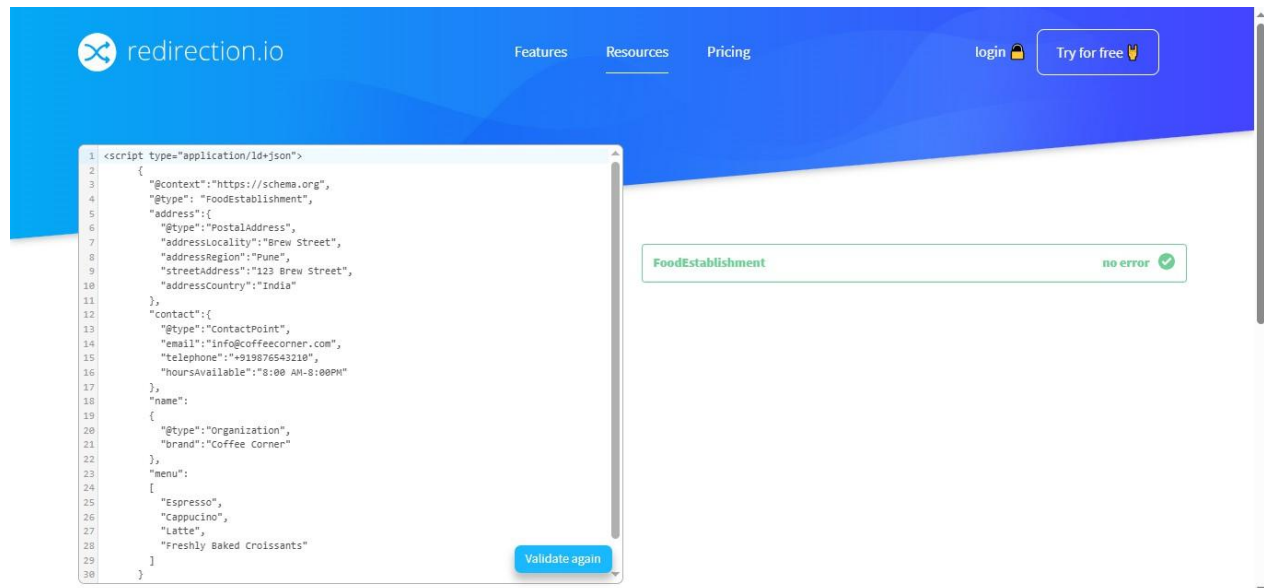 redirection.io
Features Resources Pricing
login Try for free
1 <script type="application/ld+json">
2 {
3 "@context":"https://schema.org",
4 "@type": "FoodEstablishment",
5 "address":{
6 "@type":"PostalAddress",
7 "addressLocality":"Brew Street",
8 "addressRegion":"Pune",
9 "streetAddress":"123 Brew Street",
10 "addressCountry":"India"
11 },
12 "contact":{
13 "@type":"ContactPoint",
14 "email":"info@coffeecorner.com",
15 "telephone":"+919876543210",
16 "hoursAvailable":"8:00 AM-8:00PM"
17 },
18 "name":
19 {
20 "@type":"Organization",
21 "brand":"Coffee Corner"
22 },
23 "menu":
24 [
25 "Espresso",
26 "Cappucino",
27 "Latte",
28 "Freshly Baked Croissants"
29 ]
30 }
Validate again
FoodEstablishment no error